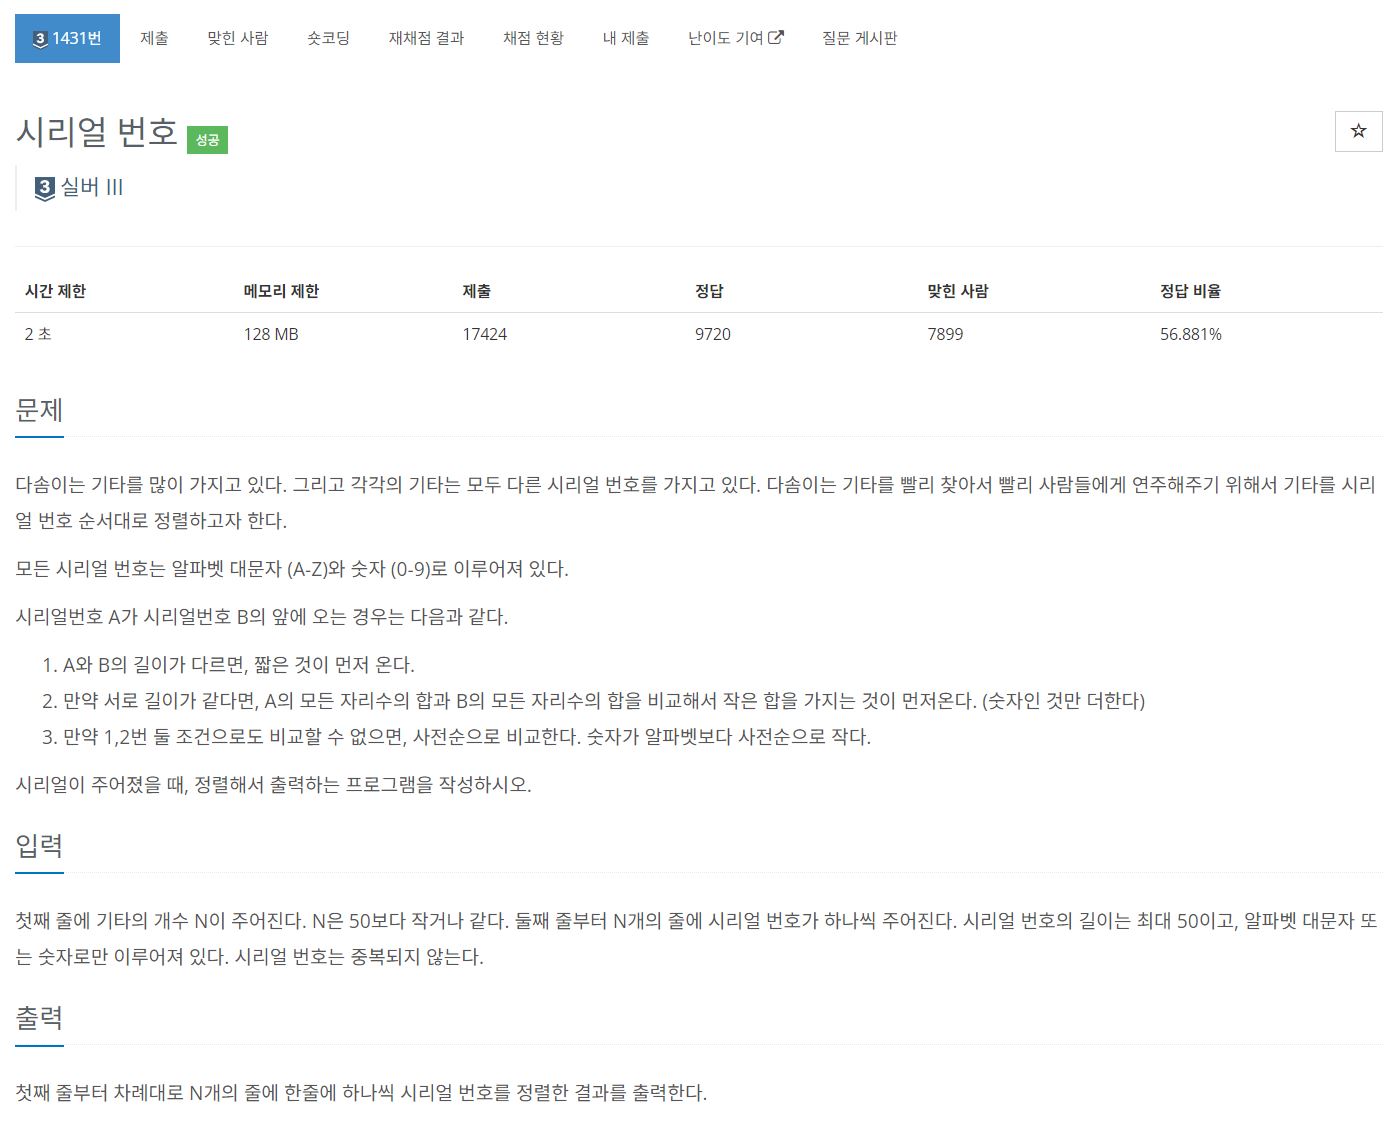 3 1431번 제출 맞힌 사람 숏코딩 재채점 결과 채점 현황 내 제출 난이도 기여 질문 게시판
시리얼 번호 성공
3 실버 III
시간 제한 메모리 제한 제출 정답 맞힌 사람 정답 비율
2 초 128 MB 17424 9720 7899 56.881%
문제
다솜이는 기타를 많이 가지고 있다. 그리고 각각의 기타는 모두 다른 시리얼 번호를 가지고 있다. 다솜이는 기타를 빨리 찾아서 빨리 사람들에게 연주해주기 위해서 기타를 시리
얼 번호 순서대로 정렬하고자 한다.
모든 시리얼 번호는 알파벳 대문자 (A-Z)와 숫자 (0-9)로 이루어져 있다.
시리얼번호 A가 시리얼번호 B의 앞에 오는 경우는 다음과 같다.
1. A와 B의 길이가 다르면, 짧은 것이 먼저 온다.
2. 만약 서로 길이가 같다면, A의 모든 자리수의 합과 B의 모든 자리수의 합을 비교해서 작은 합을 가지는 것이 먼저온다. (숫자인 것만 더한다)
3. 만약 1,2번 둘 조건으로도 비교할 수 없으면, 사전순으로 비교한다. 숫자가 알파벳보다 사전순으로 작다.
시리얼이 주어졌을 때, 정렬해서 출력하는 프로그램을 작성하시오.
입력
첫째 줄에 기타의 개수 N이 주어진다. N은 50보다 작거나 같다. 둘째 줄부터 N개의 줄에 시리얼 번호가 하나씩 주어진다. 시리얼 번호의 길이는 최대 50이고, 알파벳 대문자 또
는 숫자로만 이루어져 있다. 시리얼 번호는 중복되지 않는다.
출력
첫째 줄부터 차례대로 N개의 줄에 한줄에 하나씩 시리얼 번호를 정렬한 결과를 출력한다.